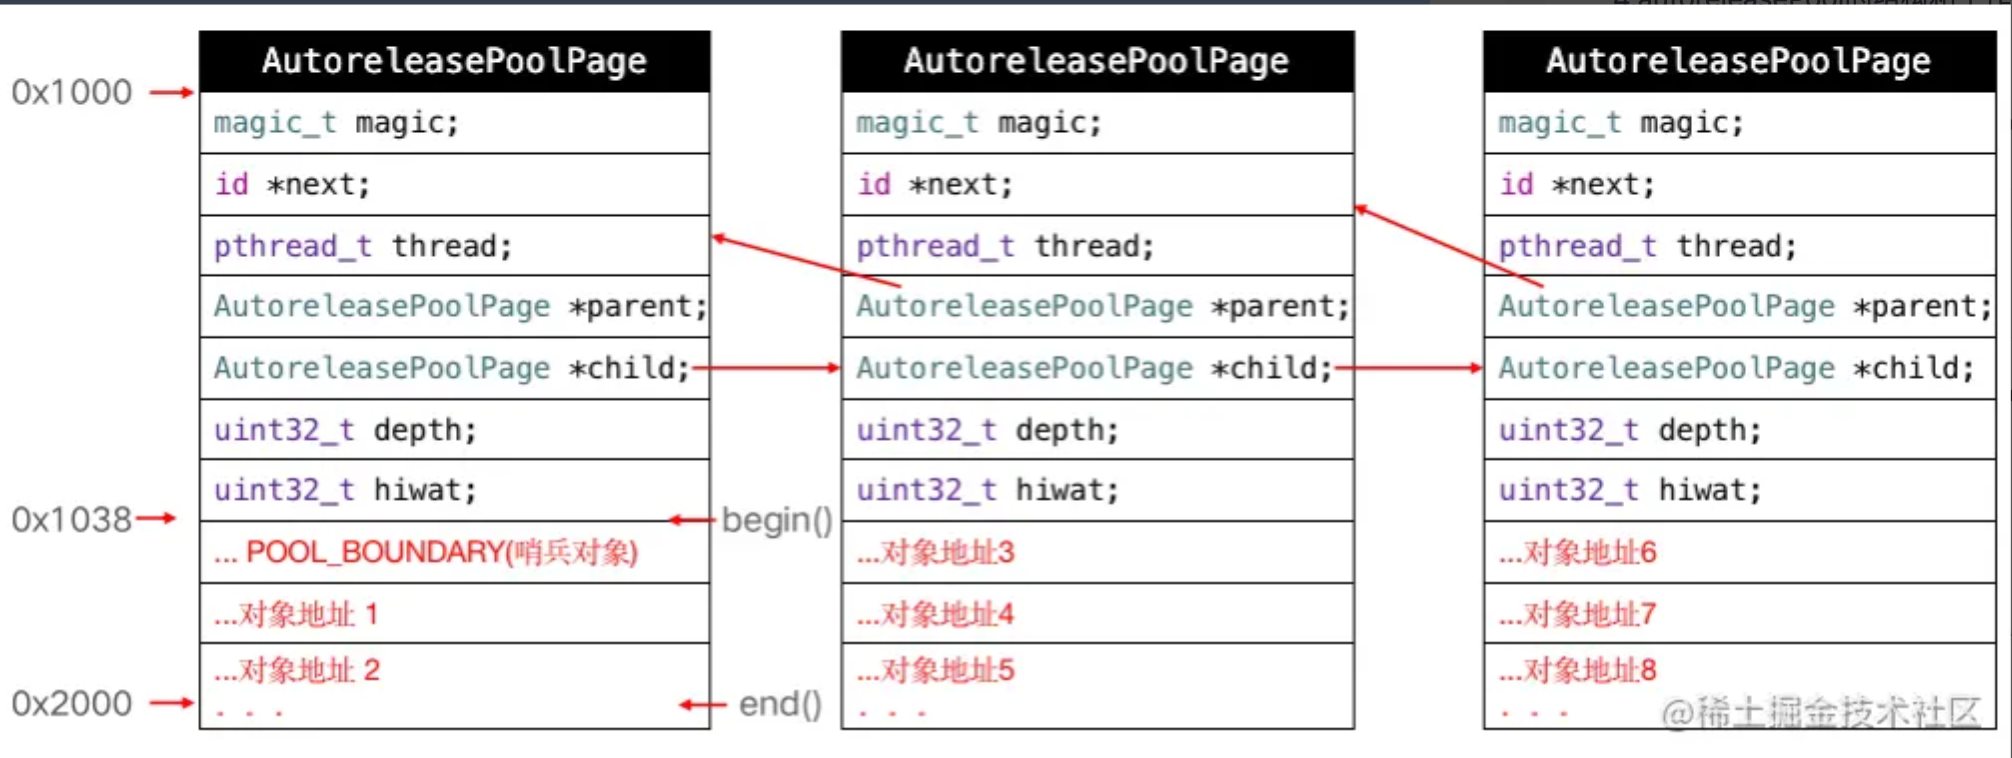 AutoreleasePoolPage
0x1000
magic_t magic;
id *next;
pthread_t thread;
AutoreleasePoolPage *parent;
AutoreleasePoolPage *child;
uint32_t depth;
uint32_t hiwat;
0x1038
begin()
... POOL_BOUNDARY(哨兵对象)
...对象地址 1
...对象地址 2
0x2000
end()
. . .
AutoreleasePoolPage
magic_t magic;
id *next;
pthread_t thread;
AutoreleasePoolPage *parent;
AutoreleasePoolPage *child;
uint32_t depth;
uint32_t hiwat;
...对象地址3
...对象地址4
...对象地址5
. . .
AutoreleasePoolPage
magic_t magic;
id *next;
pthread_t thread;
AutoreleasePoolPage *parent;
AutoreleasePoolPage *child;
uint32_t depth;
uint32_t hiwat;
...对象地址6
...对象地址7
...对象地址8
. . .
@稀土掘金技术社区